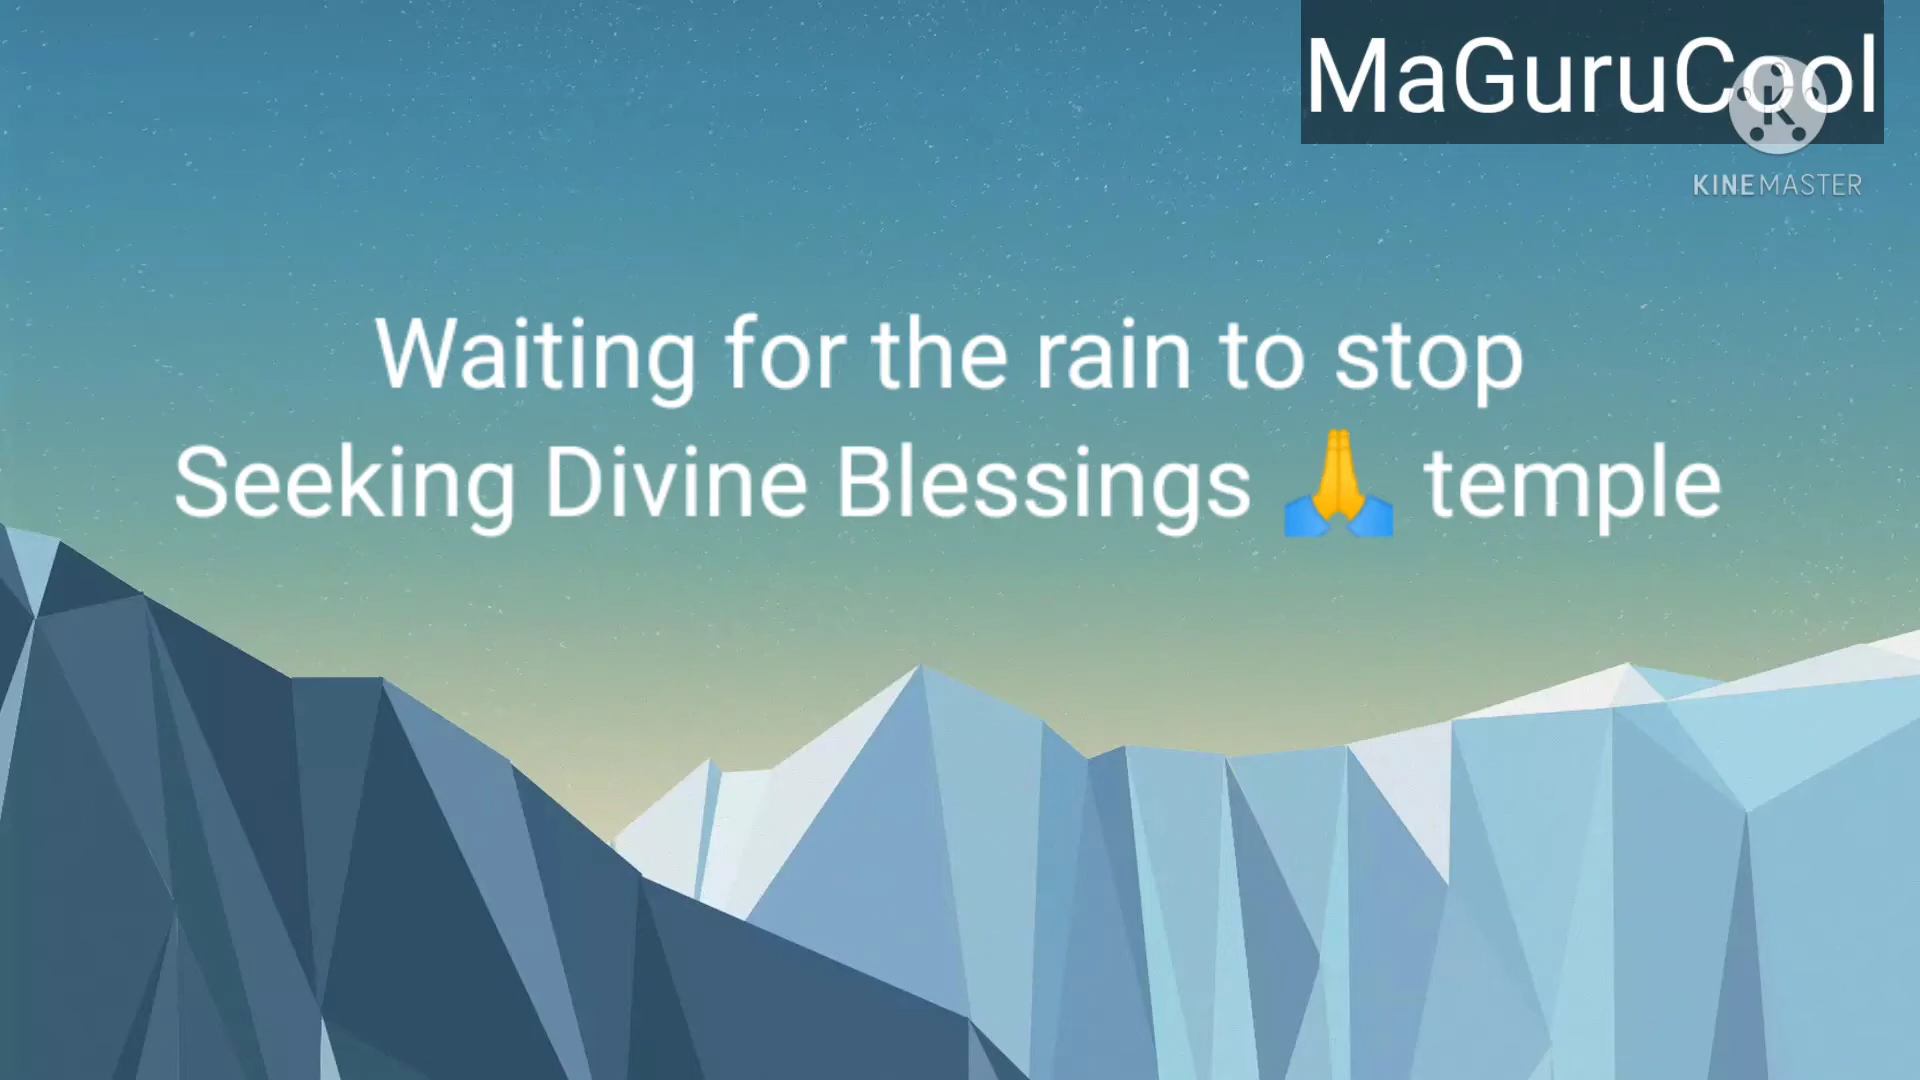 MaGuruCool
K
KINEMASTER
Waiting for the rain to stop
Seeking Divine Blessings 🙏 temple